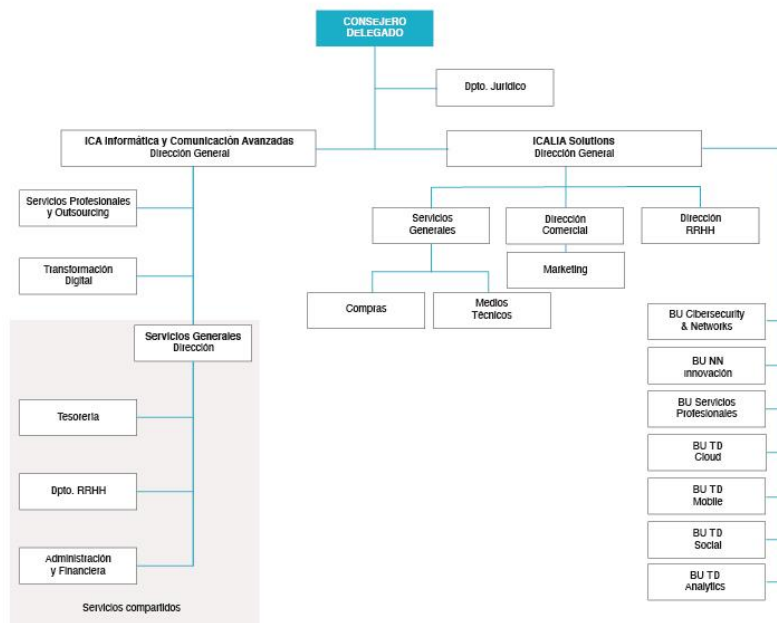 CONSEJERO
DELEGADO
Dpto. Jurídico
ICA Informática y Comunicación Avanzadas
Dirección General
ICALIA Solutions
Dirección General
Servicios Profesionales
y Outsourcing
Transformación
Digital
Servicios Generales
Dirección
Tesorería
Dpto. RRHH
Administración
y Financiera
Servicios compartidos
Servicios
Generales
Dirección
Comercial
Dirección
RRHH
Marketing
Compras
Medios
Técnicos
BU Cibersecurity
& Networks
BU NN
Innovación
BU Servicios
Profesionales
BU TD
Cloud
BU TD
Mobile
BU TD
Social
BU TD
Analytics